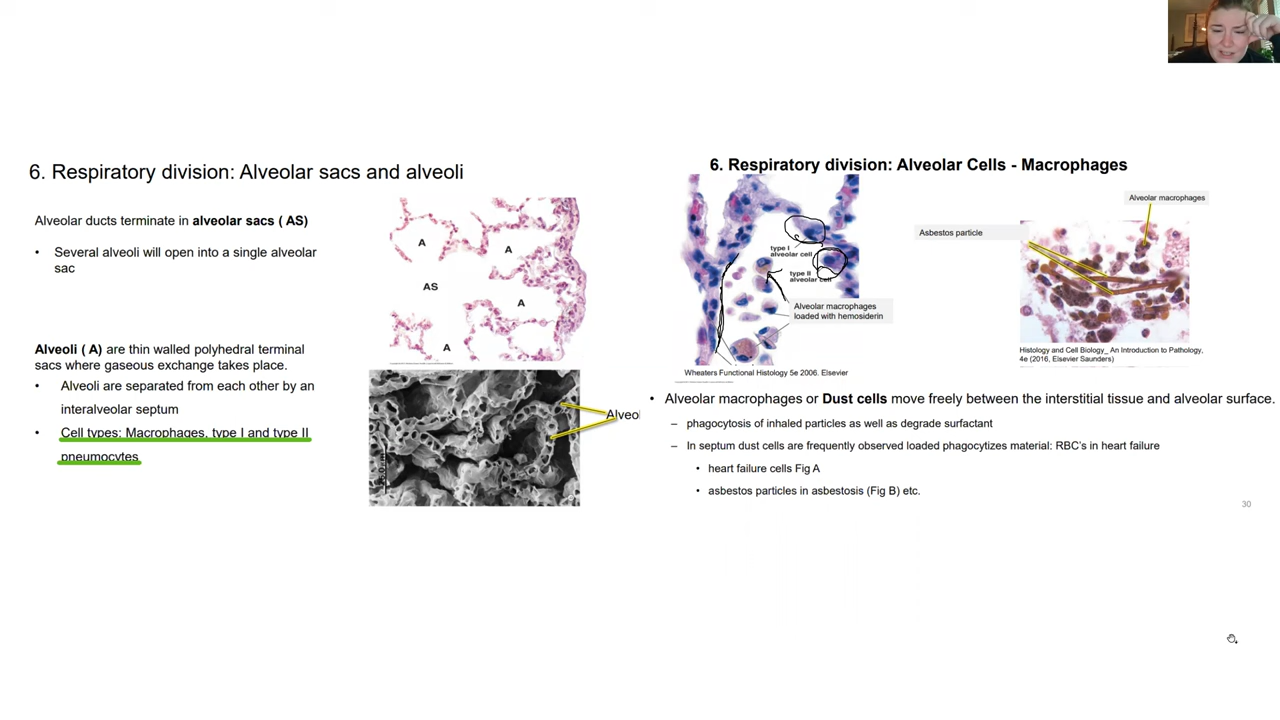 6. Respiratory division: Alveolar sacs and alveoli
Alveolar ducts terminate in alveolar sacs ( AS)
• Several alveoli will open into a single alveolar
sac
Alveoli ( A) are thin walled polyhedral terminal
sacs where gaseous exchange takes place.
• Alveoli are separated from each other by an
interalveolar septum
• Cell types: Macrophages, type I and type II
pneumocytes
A
A
AS
A
A
Alveol
6. Respiratory division: Alveolar Cells - Macrophages
type I
alveolar cell
type II
alveolar cell
Alveolar macrophages
loaded with hemosiderin
Wheaters Functional Histology 5e 2006. Elsevier
Alveolar macrophages
Asbestos particle
Histology and Cell Biology_ An Introduction to Pathology,
4e (2016, Elsevier Saunders)
• Alveolar macrophages or Dust cells move freely between the interstitial tissue and alveolar surface.
– phagocytosis of inhaled particles as well as degrade surfactant
– In septum dust cells are frequently observed loaded phagocytizes material: RBC's in heart failure
• heart failure cells Fig A
• asbestos particles in asbestosis (Fig B) etc.
30